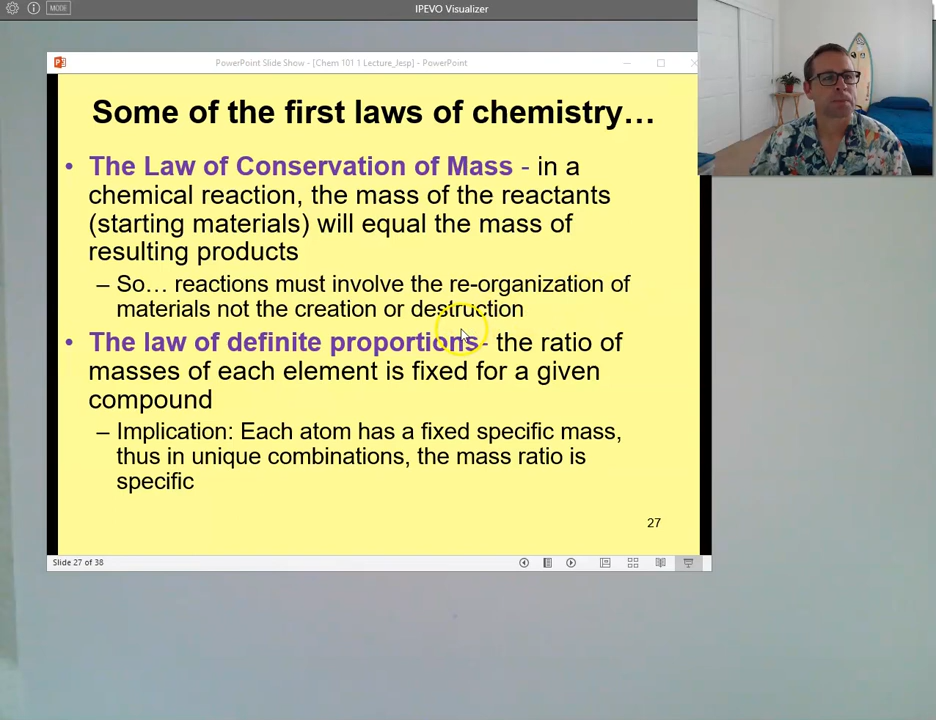 IPEVO Visualizer
MODE
PowerPoint Slide Show - [Chem 101 1 Lecture_Jesp] - PowerPoint
Some of the first laws of chemistry…
• The Law of Conservation of Mass - in a
chemical reaction, the mass of the reactants
(starting materials) will equal the mass of
resulting products
– So… reactions must involve the re-organization of
materials not the creation or destruction
• The law of definite proportions- the ratio of
masses of each element is fixed for a given
compound
– Implication: Each atom has a fixed specific mass,
thus in unique combinations, the mass ratio is
specific
27
Slide 27 of 38